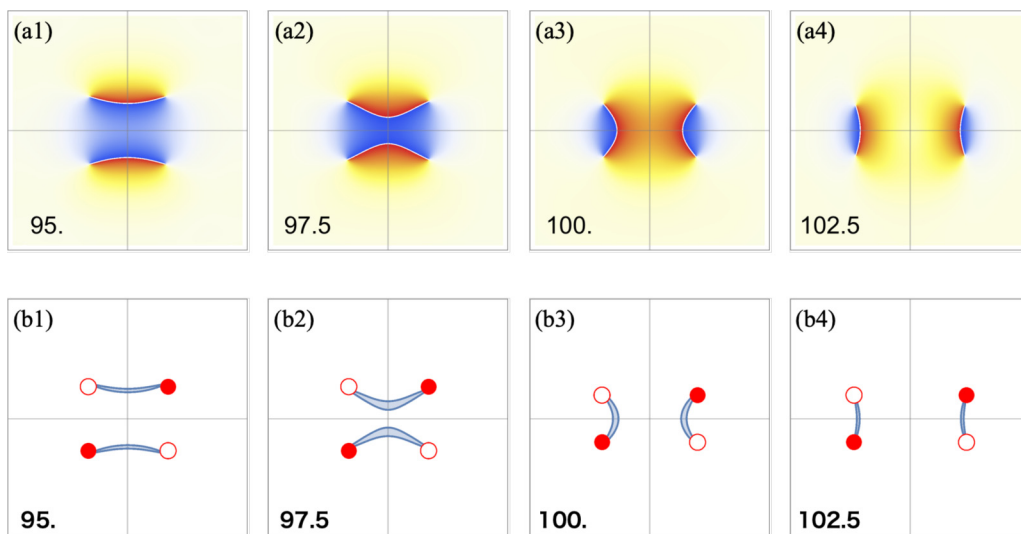 (a1)
(a2)
(a3)
(a4)
95.
97.5
100.
102.5
(b1)
(b2)
(b3)
(b4)
95.
97.5
100.
102.5